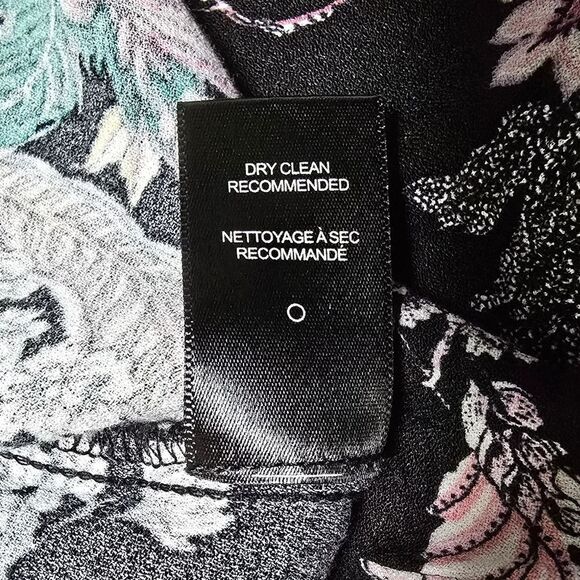 DRY CLEAN
RECOMMENDED
NETTOYAGE À SEC
RECOMMANDÉ